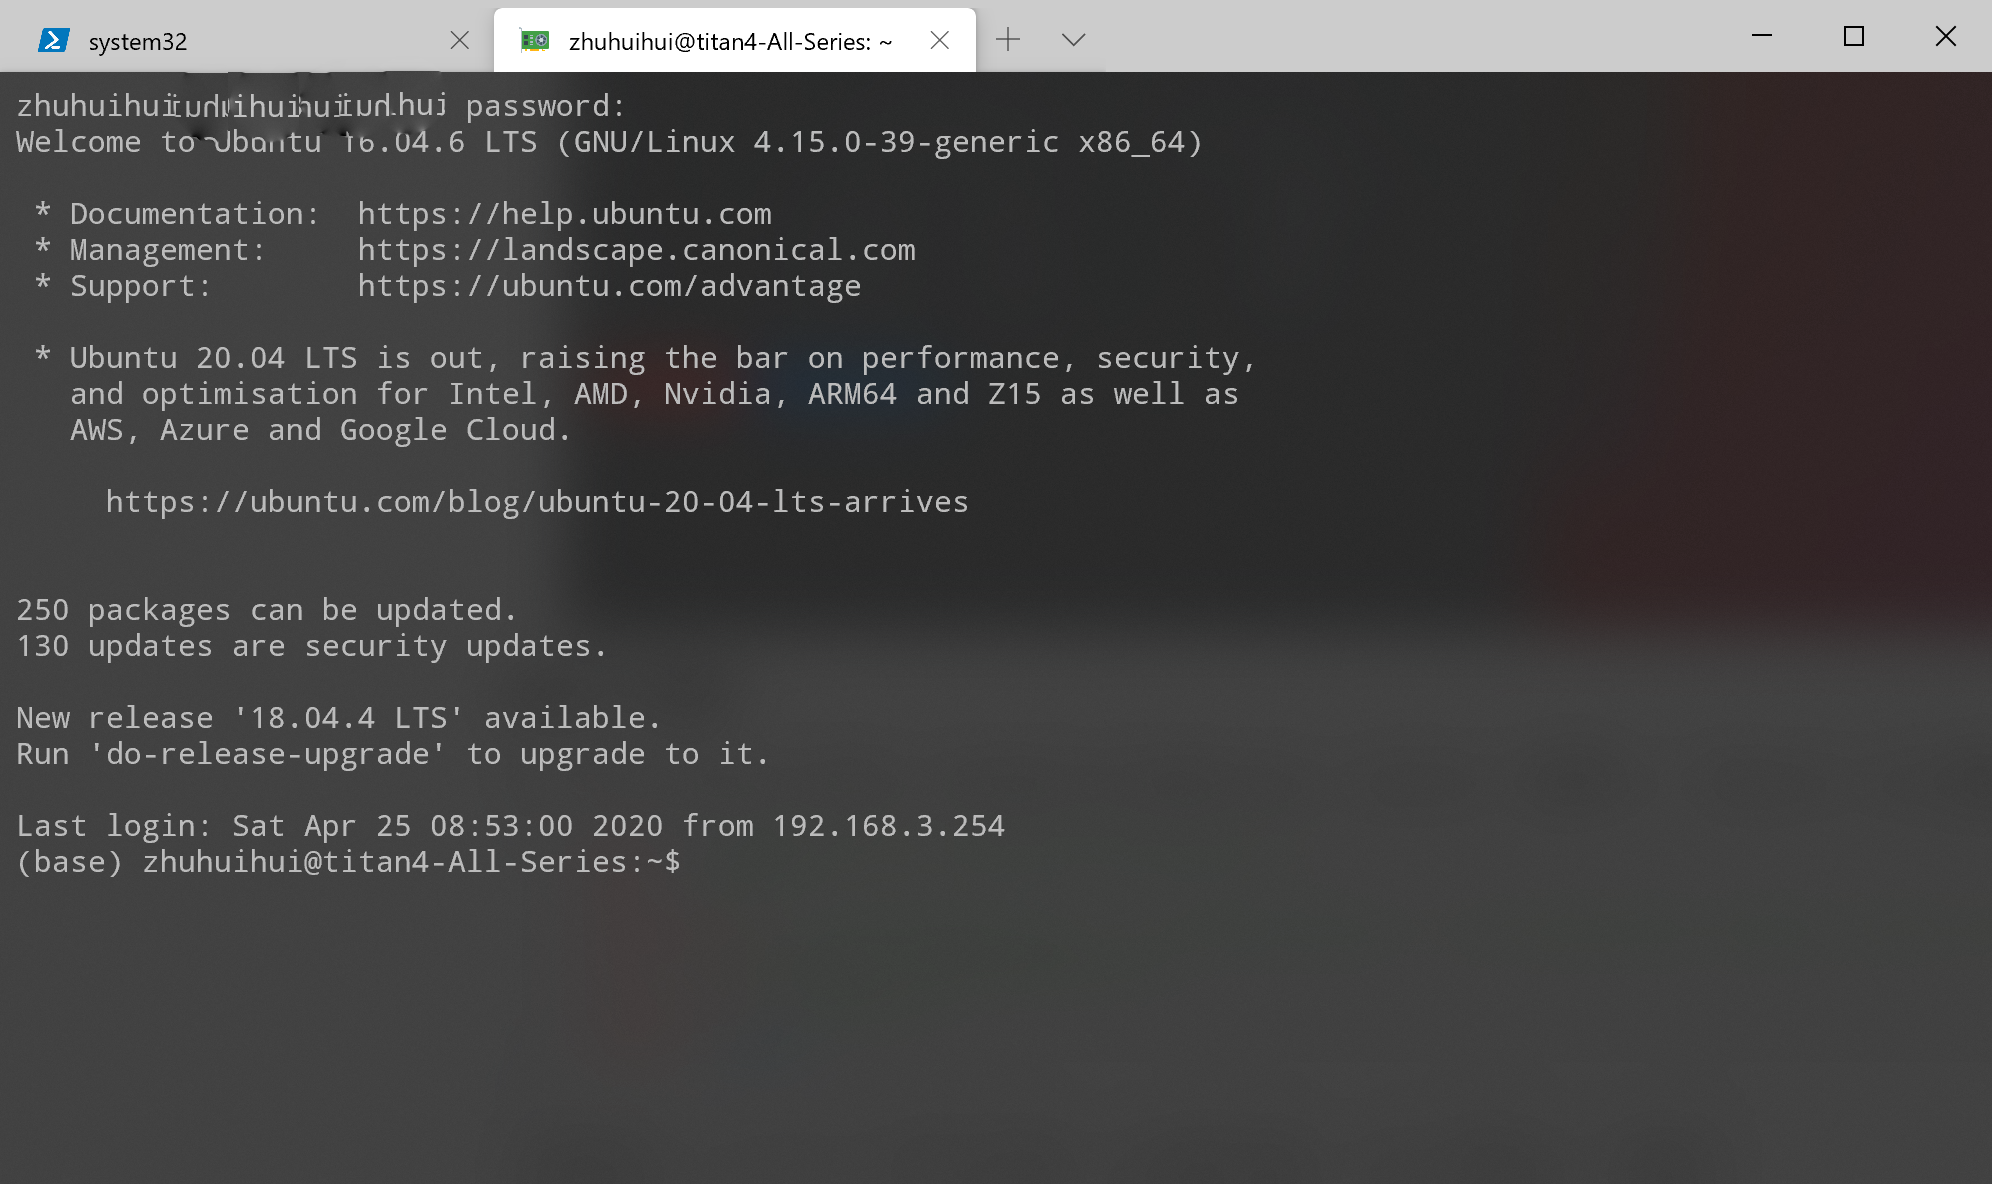 system32
zhuhuihui@titan4-All-Series: ~
zhuhuihui password:
Welcome to Ubuntu 16.04.6 LTS (GNU/Linux 4.15.0-39-generic x86_64)
* Documentation:  https://help.ubuntu.com
* Management:     https://landscape.canonical.com
* Support:        https://ubuntu.com/advantage
* Ubuntu 20.04 LTS is out, raising the bar on performance, security,
and optimisation for Intel, AMD, Nvidia, ARM64 and Z15 as well as
AWS, Azure and Google Cloud.
https://ubuntu.com/blog/ubuntu-20-04-lts-arrives
250 packages can be updated.
130 updates are security updates.
New release '18.04.4 LTS' available.
Run 'do-release-upgrade' to upgrade to it.
Last login: Sat Apr 25 08:53:00 2020 from 192.168.3.254
(base) zhuhuihui@titan4-All-Series:~$